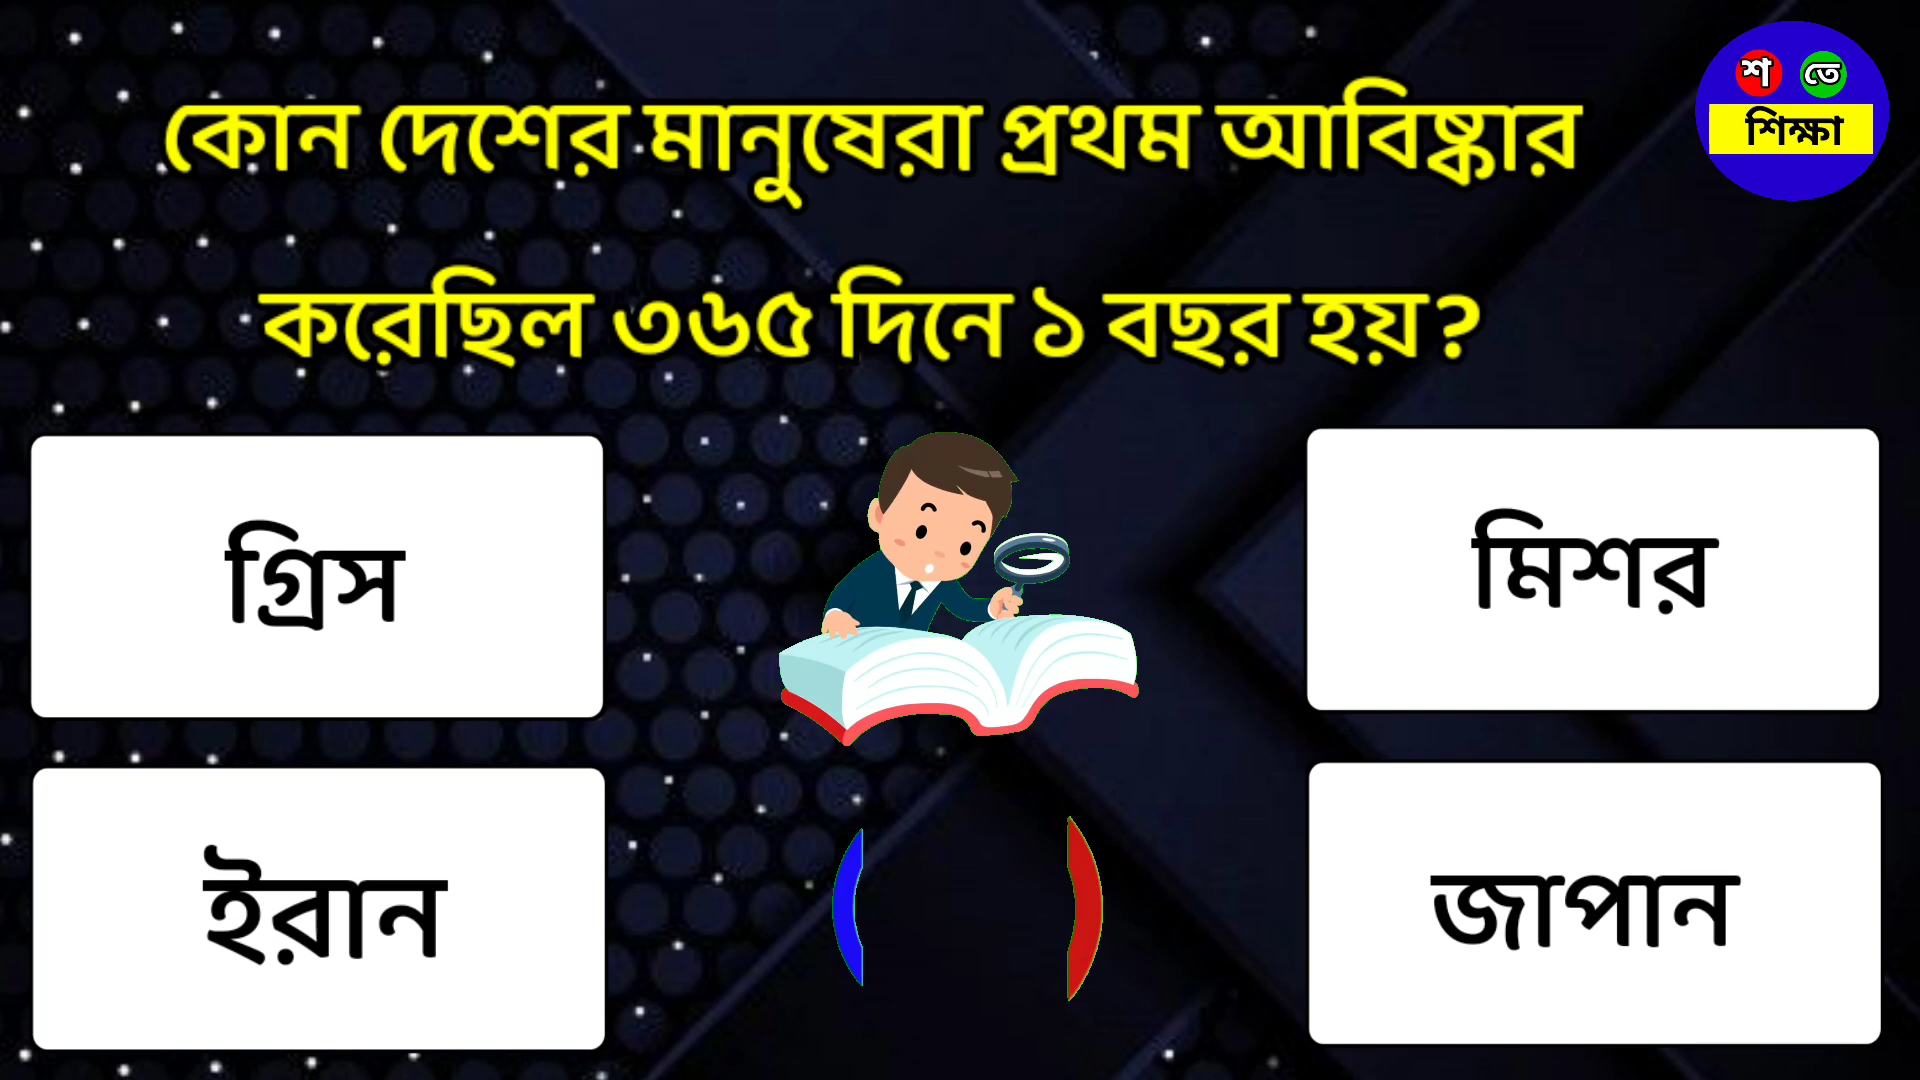 শ তে
শিক্ষা
কোন দেশের মানুষেরা প্রথম আবিষ্কার
করেছিল ৩৬৫ দিনে ১ বছর হয়?
গ্রিস
মিশর
ইরান
জাপান